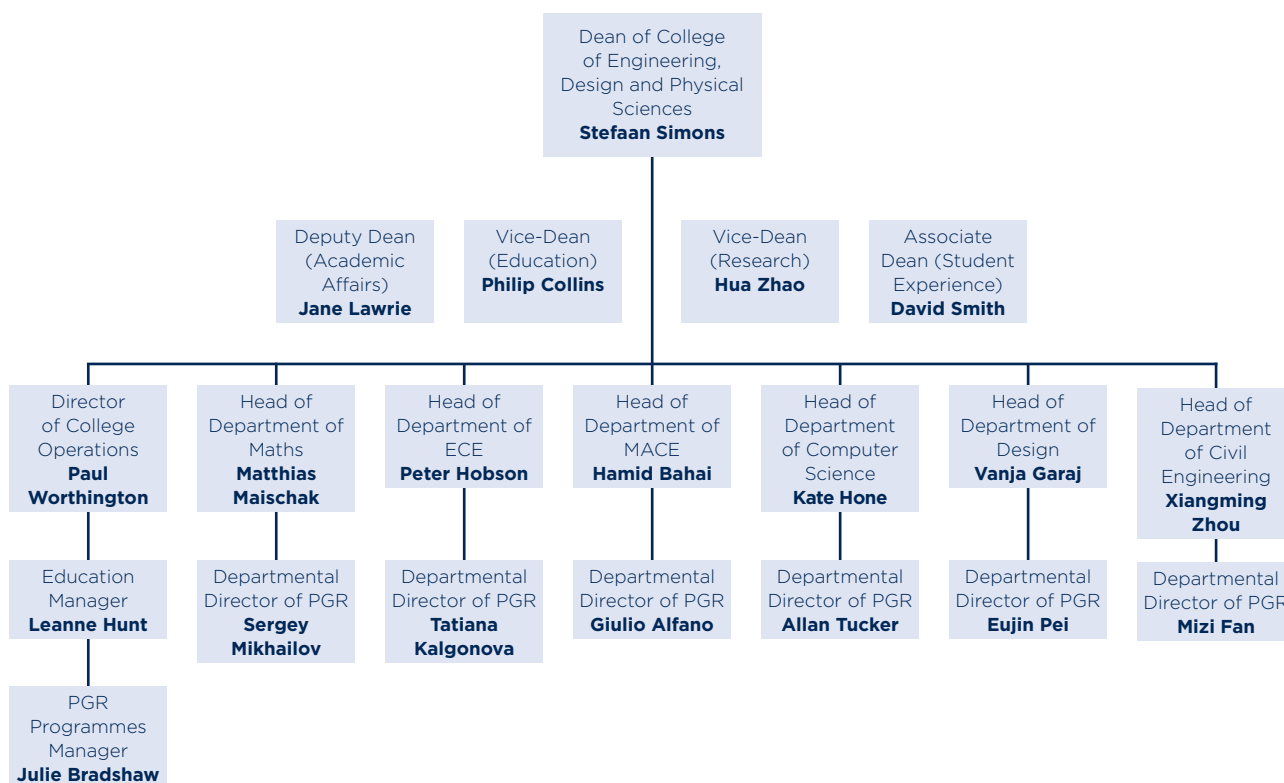 Dean of College
of Engineering,
Design and Physical
Sciences
Stefaan Simons
Deputy Dean
(Academic
Affairs)
Jane Lawrie
Vice-Dean
(Education)
Philip Collins
Vice-Dean
(Research)
Hua Zhao
Associate
Dean (Student
Experience)
David Smith
Director
of College
Operations
Paul
Worthington
Head of
Department of
Maths
Matthias
Maischak
Head of
Department of
ECE
Peter Hobson
Head of
Department of
MACE
Hamid Bahai
Head of
Department
of Computer
Science
Kate Hone
Head of
Department of
Design
Vanja Garaj
Head of
Department
of Civil
Engineering
Xiangming
Zhou
Education
Manager
Leanne Hunt
Departmental
Director of PGR
Sergey
Mikhailov
Departmental
Director of PGR
Tatiana
Kalgonova
Departmental
Director of PGR
Giulio Alfano
Departmental
Director of PGR
Allan Tucker
Departmental
Director of PGR
Eujin Pei
Departmental
Director of PGR
Mizi Fan
PGR
Programmes
Manager
Julie Bradshaw